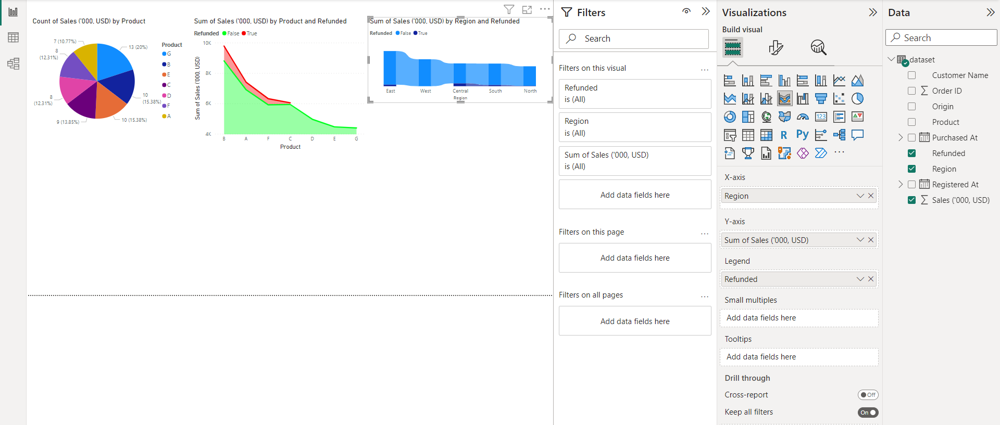 Count of Sales ('000, USD) by Product
7 (10.77%)
8
(12.31%)
8
(12.31%)
9 (13.85%)
10 (15.38%)
10
(15.38%)
13 (20%)
Product
G
B
E
C
D
F
A
Sum of Sales ('000, USD) by Product and Refunded
Refunded False True
Sum of Sales ('000, USD)
10K
8K
6K
4K
B A F C D E G
Product
Sum of Sales ('000, USD) by Region and Refunded
Refunded False True
East West Central South North
Region
Filters
Search
Filters on this visual
Refunded
is (All)
Region
is (All)
Sum of Sales ('000, USD)
is (All)
Add data fields here
Filters on this page
Add data fields here
Filters on all pages
Add data fields here
Visualizations
Build visual
123
R
Py
X-axis
Region
Y-axis
Sum of Sales ('000, USD)
Legend
Refunded
Small multiples
Add data fields here
Tooltips
Add data fields here
Drill through
Cross-report
Off
Keep all filters
On
Data
Search
dataset
Customer Name
Order ID
Origin
Product
Purchased At
Refunded
Region
Registered At
Sales ('000, USD)